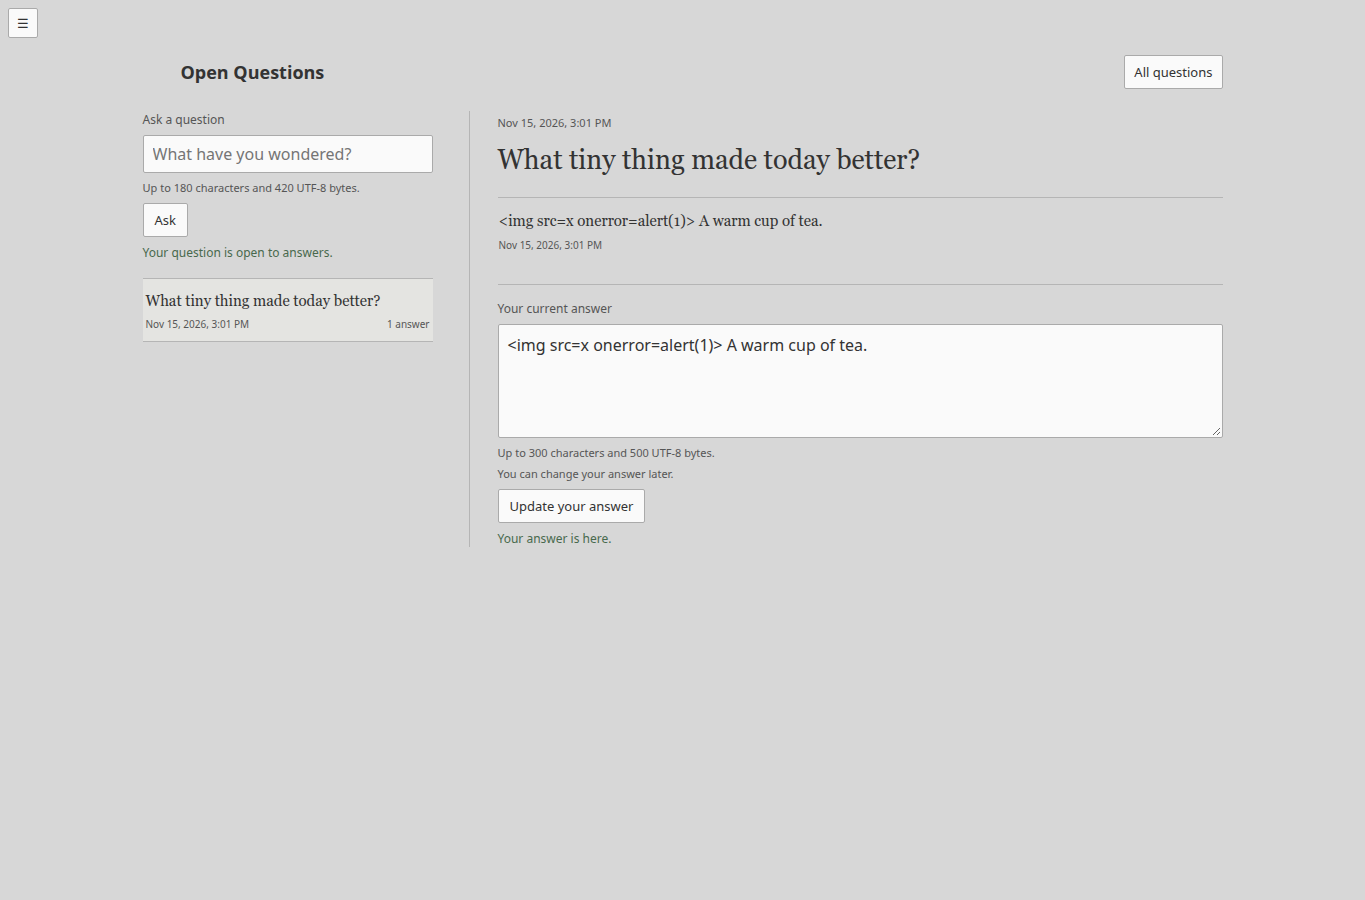 ☰
Open Questions
All questions
Ask a question
What have you wondered?
Up to 180 characters and 420 UTF-8 bytes.
Ask
Your question is open to answers.
What tiny thing made today better?
Nov 15, 2026, 3:01 PM
1 answer
Nov 15, 2026, 3:01 PM
What tiny thing made today better?
<img src=x onerror=alert(1)> A warm cup of tea.
Nov 15, 2026, 3:01 PM
Your current answer
<img src=x onerror=alert(1)> A warm cup of tea.
Up to 300 characters and 500 UTF-8 bytes.
You can change your answer later.
Update your answer
Your answer is here.